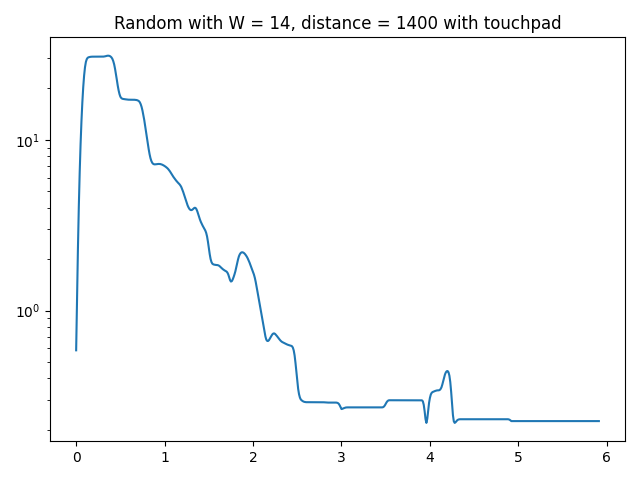 Random with W = 14, distance = 1400 with touchpad
10¹
10⁰
0 1 2 3 4 5 6